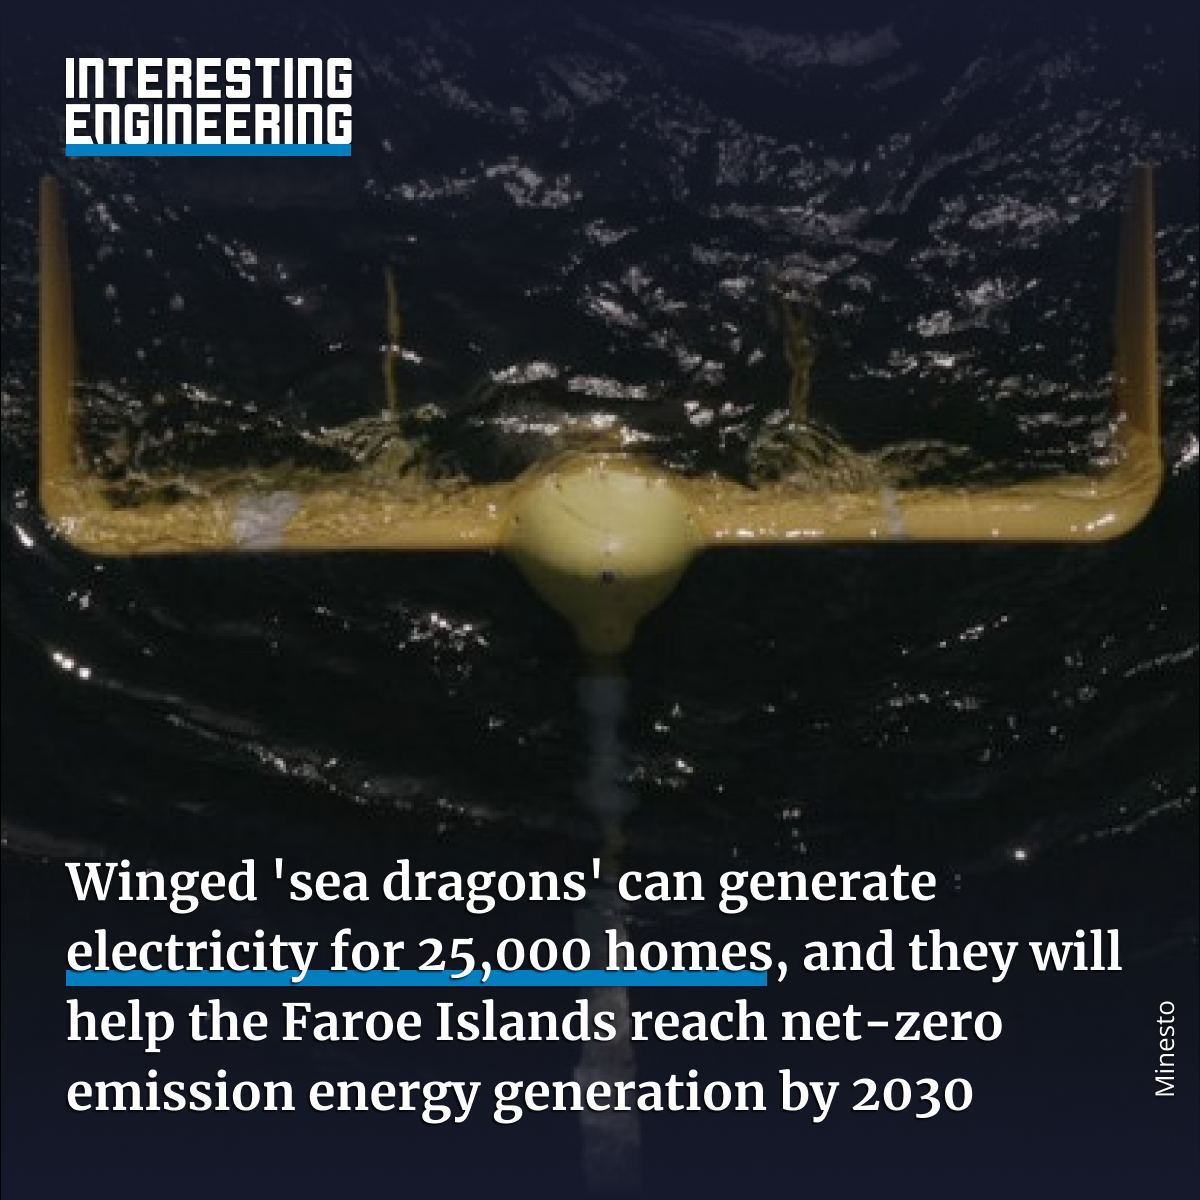 INTERESTING
ENGINEERING
Winged 'sea dragons' can generate
electricity for 25,000 homes, and they will
help the Faroe Islands reach net-zero
emission energy generation by 2030
Minesto